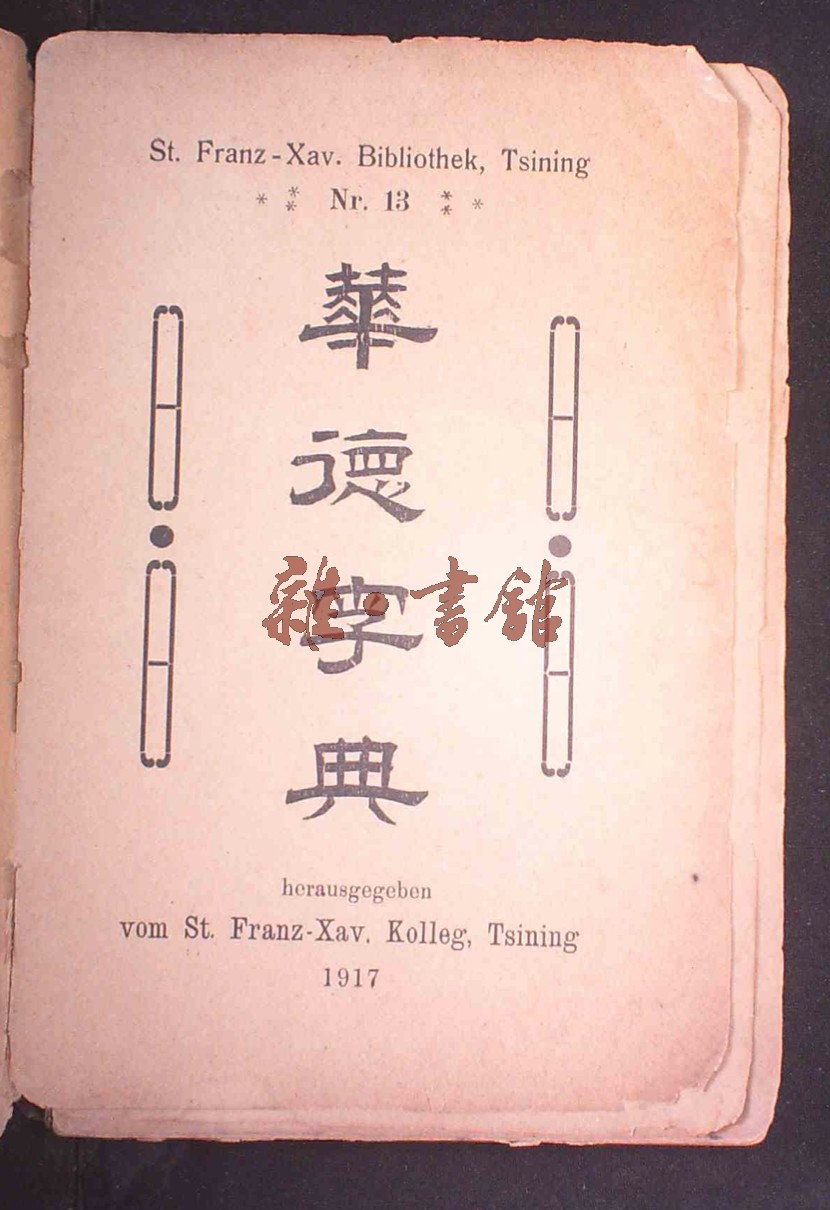 St. Franz-Xav. Bibliothek, Tsining
* ⁑ Nr. 13 ⁑ *
華德字典
雜•書館
herausgegeben
vom St. Franz-Xav. Kolleg, Tsining
1917